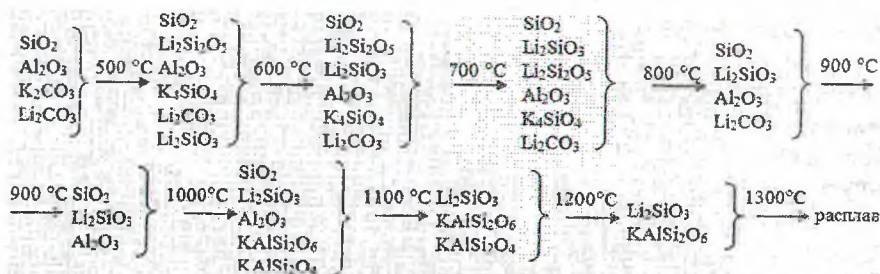 SiO₂
Al₂O₃
K₂CO₃
Li₂CO₃
500 °C
SiO₂
Li₂Si₂O₅
Al₂O₃
K₄SiO₄
Li₂CO₃
Li₂SiO₃
600 °C
SiO₂
Li₂Si₂O₅
Li₂SiO₃
Al₂O₃
K₄SiO₄
Li₂CO₃
700 °C
SiO₂
Li₂SiO₃
Li₂Si₂O₅
Al₂O₃
K₄SiO₄
Li₂CO₃
800 °C
SiO₂
Li₂SiO₃
Al₂O₃
Li₂CO₃
900 °C
900 °C
SiO₂
Li₂SiO₃
Al₂O₃
1000°C
SiO₂
Li₂SiO₃
Al₂O₃
KAlSi₂O₆
KAlSi₂O₄
1100 °C
Li₂SiO₃
KAlSi₂O₆
KAlSi₂O₄
1200°C
Li₂SiO₃
KAlSi₂O₆
1300°C
расплав